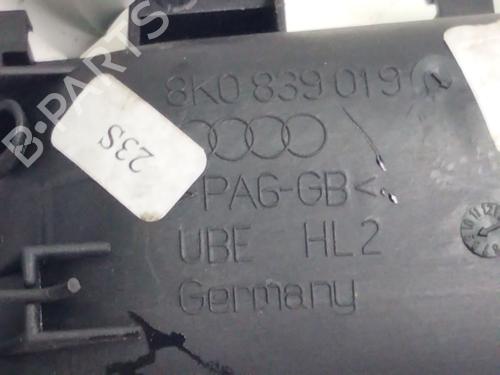 8K0 839 019
23S
>PA6-GB<
UBE HL2
Germany
B-PARTS